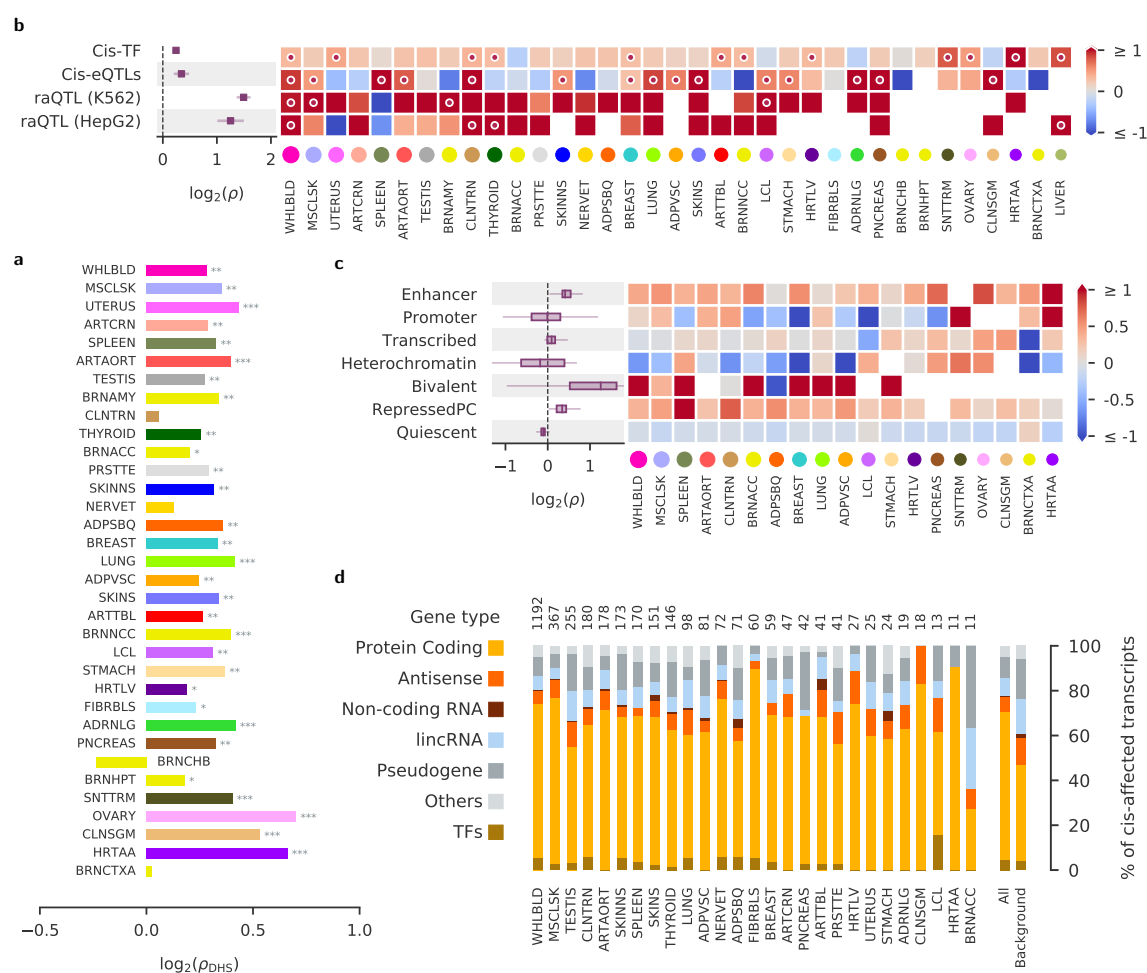 b
Cis-TF
Cis-eQTLs
raQTL (K562)
raQTL (HepG2)
0 1 2
log₂(ρ)
WHLBLD MSCLSK UTERUS ARTCRN SPLEEN ARTAORT TESTIS BRNAMY CLNTRN THYROID BRNACC PRSTTE SKINNS NERVET ADPSBQ BREAST LUNG ADPVSC SKINS ARTTBL BRNNCC LCL STMACH HRTLV FIBRBLS ADRNLG PNCREAS BRNCHB BRNHPT SNTTRM OVARY CLNSGM HRTAA BRNCTXA LIVER
≥ 1
0
≤ -1
a
WHLBLD **
MSCLSK **
UTERUS ***
ARTCRN **
SPLEEN **
ARTAORT ***
TESTIS **
BRNAMY **
CLNTRN
THYROID **
BRNACC *
PRSTTE **
SKINNS **
NERVET
ADPSBQ **
BREAST **
LUNG ***
ADPVSC **
SKINS **
ARTTBL **
BRNNCC ***
LCL **
STMACH **
HRTLV *
FIBRBLS *
ADRNLG ***
PNCREAS **
BRNCHB
BRNHPT *
SNTTRM ***
OVARY ***
CLNSGM ***
HRTAA ***
BRNCTXA
−0.5 0.0 0.5 1.0
log₂(ρDHS)
c
Enhancer
Promoter
Transcribed
Heterochromatin
Bivalent
RepressedPC
Quiescent
−1 0 1
log₂(ρ)
WHLBLD MSCLSK SPLEEN ARTAORT CLNTRN BRNACC ADPSBQ BREAST LUNG ADPVSC LCL STMACH HRTLV PNCREAS SNTTRM OVARY CLNSGM BRNCTXA HRTAA
≥ 1
0.5
0
-0.5
≤ -1
d
Gene type
Protein Coding
Antisense
Non-coding RNA
lincRNA
Pseudogene
Others
TFs
1192 367 255 180 178 173 170 151 146 98 81 72 71 60 59 47 42 41 41 27 25 24 19 18 13 11 11
WHLBLD MSCLSK TESTIS CLNTRN ARTAORT SKINNS SPLEEN SKINS THYROID LUNG ADPVSC NERVET ADPSBQ FIBRBLS BREAST ARTCRN PNCREAS ARTTBL PRSTTE HRTLV UTERUS STMACH ADRNLG CLNSGM LCL HRTAA BRNACC All Background
100
80
60
40
20
0
% of cis-affected transcripts